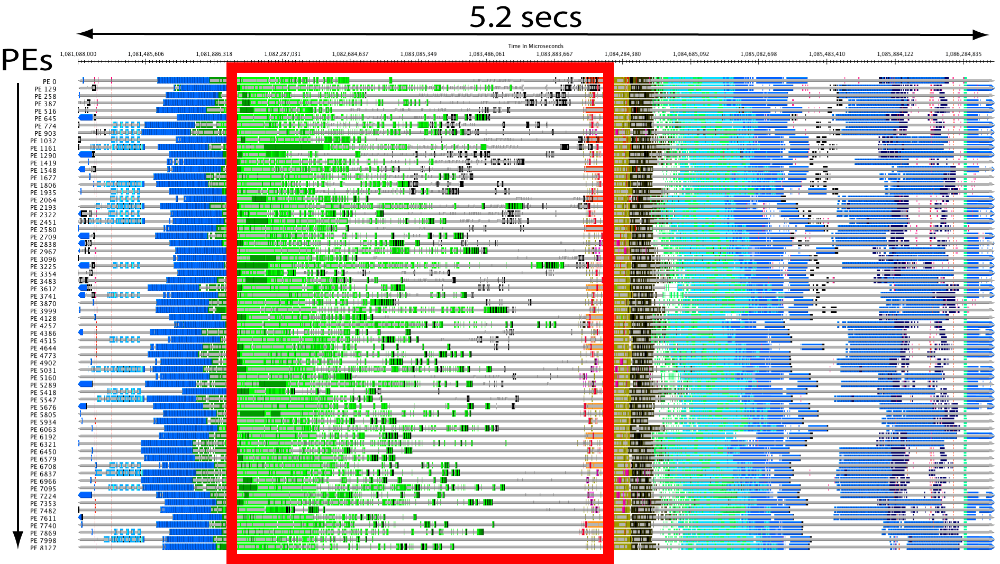 5.2 secs
Time In Microseconds
1,081,088,000 1,081,485,606 1,081,886,318 1,082,287,031 1,082,684,637 1,083,085,349 1,083,486,061 1,083,883,667 1,084,284,380 1,084,685,092 1,085,082,698 1,085,483,410 1,085,884,122 1,086,284,835
PEs
PE 0
PE 129
PE 258
PE 387
PE 516
PE 645
PE 774
PE 903
PE 1032
PE 1161
PE 1290
PE 1419
PE 1548
PE 1677
PE 1806
PE 1935
PE 2064
PE 2193
PE 2322
PE 2451
PE 2580
PE 2709
PE 2838
PE 2967
PE 3096
PE 3225
PE 3354
PE 3483
PE 3612
PE 3741
PE 3870
PE 3999
PE 4128
PE 4257
PE 4386
PE 4515
PE 4644
PE 4773
PE 4902
PE 5031
PE 5160
PE 5289
PE 5418
PE 5547
PE 5676
PE 5805
PE 5934
PE 6063
PE 6192
PE 6321
PE 6450
PE 6579
PE 6708
PE 6837
PE 6966
PE 7095
PE 7224
PE 7353
PE 7482
PE 7611
PE 7740
PE 7869
PE 7998
PE 8127